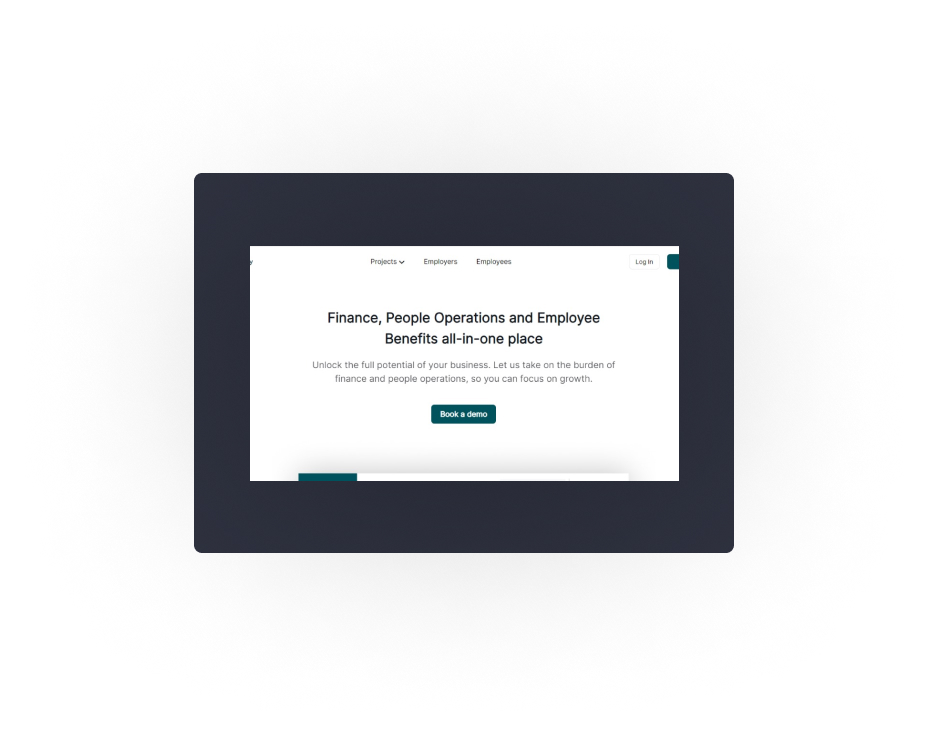 Projects Employers Employees Log In
Finance, People Operations and Employee
Benefits all-in-one place
Unlock the full potential of your business. Let us take on the burden of
finance and people operations, so you can focus on growth.
Book a demo